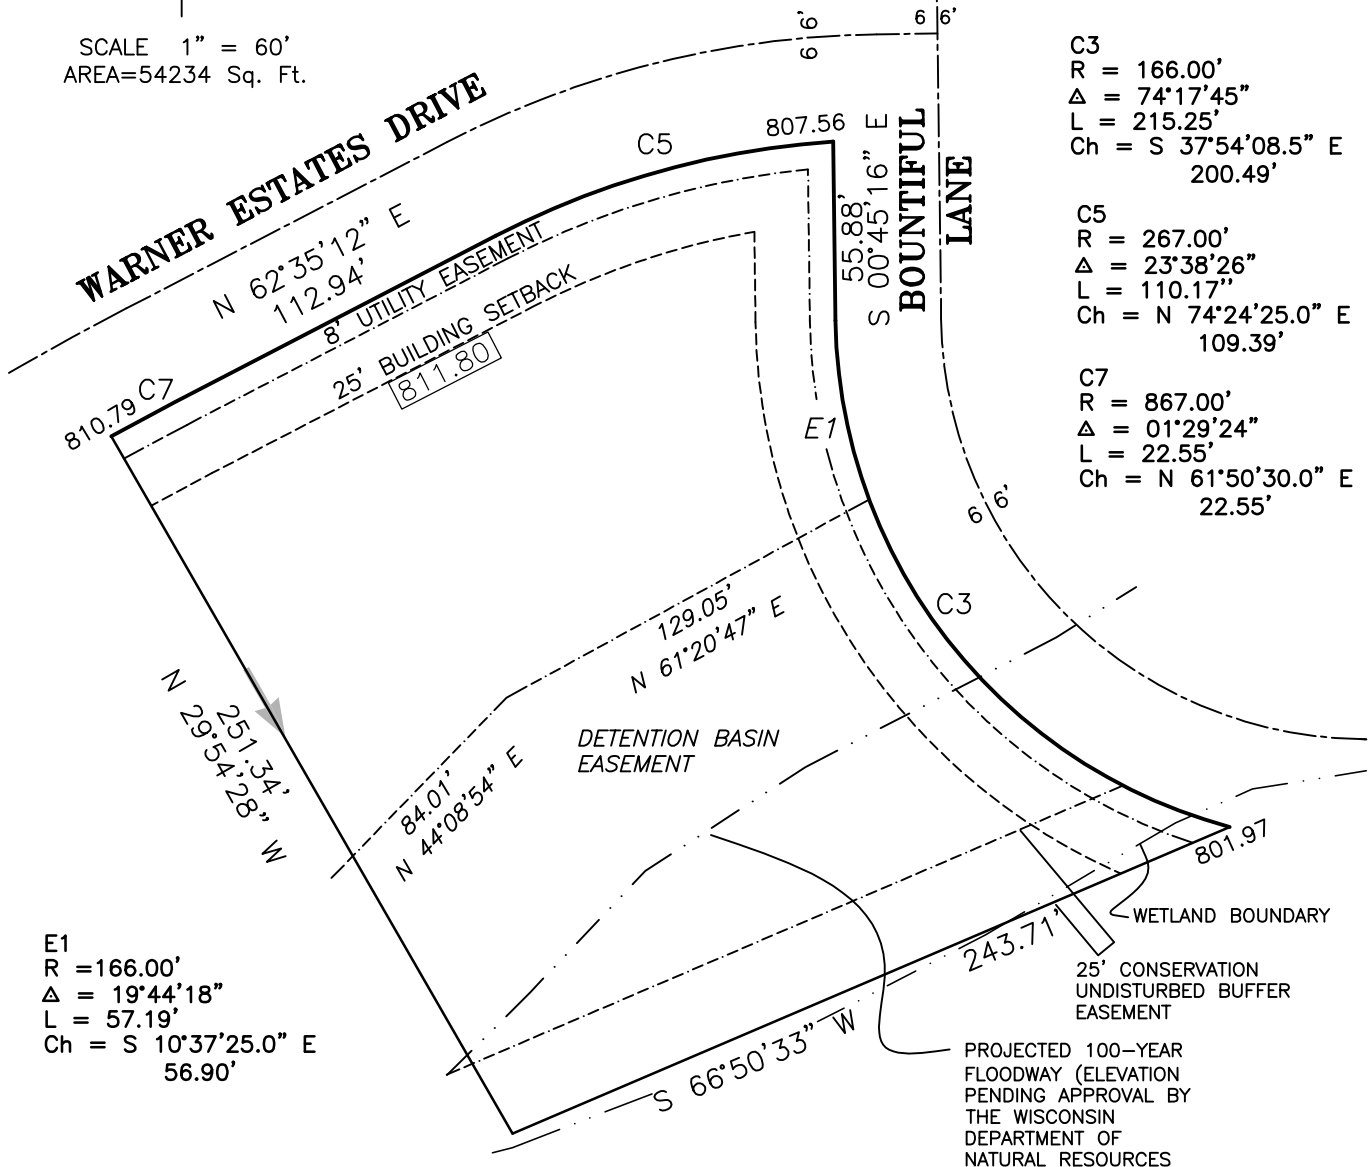 SCALE 1" = 60'
AREA=54234 Sq. Ft.
6 6'
6 6'
C3
R = 166.00'
Δ = 74°17'45"
L = 215.25'
Ch = S 37°54'08.5" E
200.49'
C5
R = 267.00'
Δ = 23°38'26"
L = 110.17''
Ch = N 74°24'25.0" E
109.39'
C7
R = 867.00'
Δ = 01°29'24"
L = 22.55'
Ch = N 61°50'30.0" E
22.55'
WARNER ESTATES DRIVE
N 62°35'12" E
112.94'
C5
807.56
55.88'
S 00°45'16" E
BOUNTIFUL
LANE
8' UTILITY EASEMENT
25' BUILDING SETBACK
811.80
810.79
C7
E1
6 6'
C3
129.05'
N 61°20'47" E
DETENTION BASIN
EASEMENT
84.01'
N 44°08'54" E
251.34'
N 29°54'28" W
801.97
WETLAND BOUNDARY
243.71'
S 66°50'33" W
25' CONSERVATION
UNDISTURBED BUFFER
EASEMENT
E1
R =166.00'
Δ = 19°44'18"
L = 57.19'
Ch = S 10°37'25.0" E
56.90'
PROJECTED 100-YEAR
FLOODWAY (ELEVATION
PENDING APPROVAL BY
THE WISCONSIN
DEPARTMENT OF
NATURAL RESOURCES